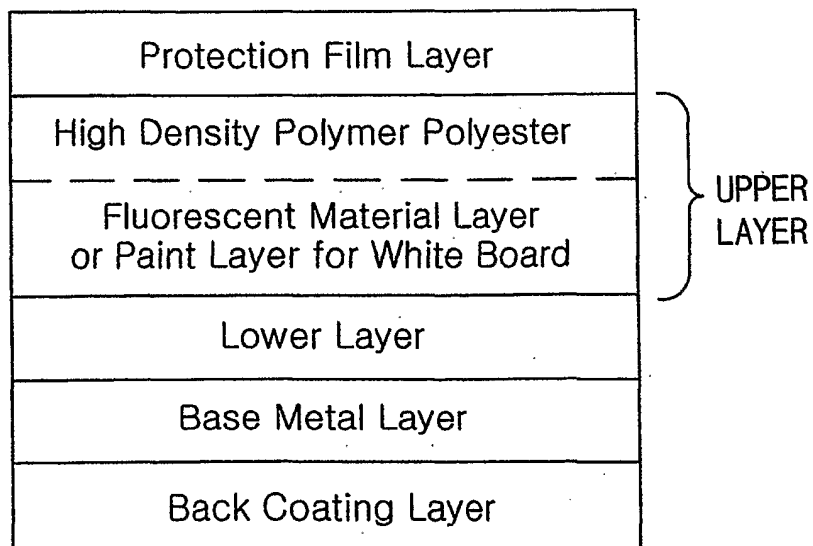 Protection Film Layer
High Density Polymer Polyester
Fluorescent Material Layer
or Paint Layer for White Board
UPPER
LAYER
Lower Layer
Base Metal Layer
Back Coating Layer